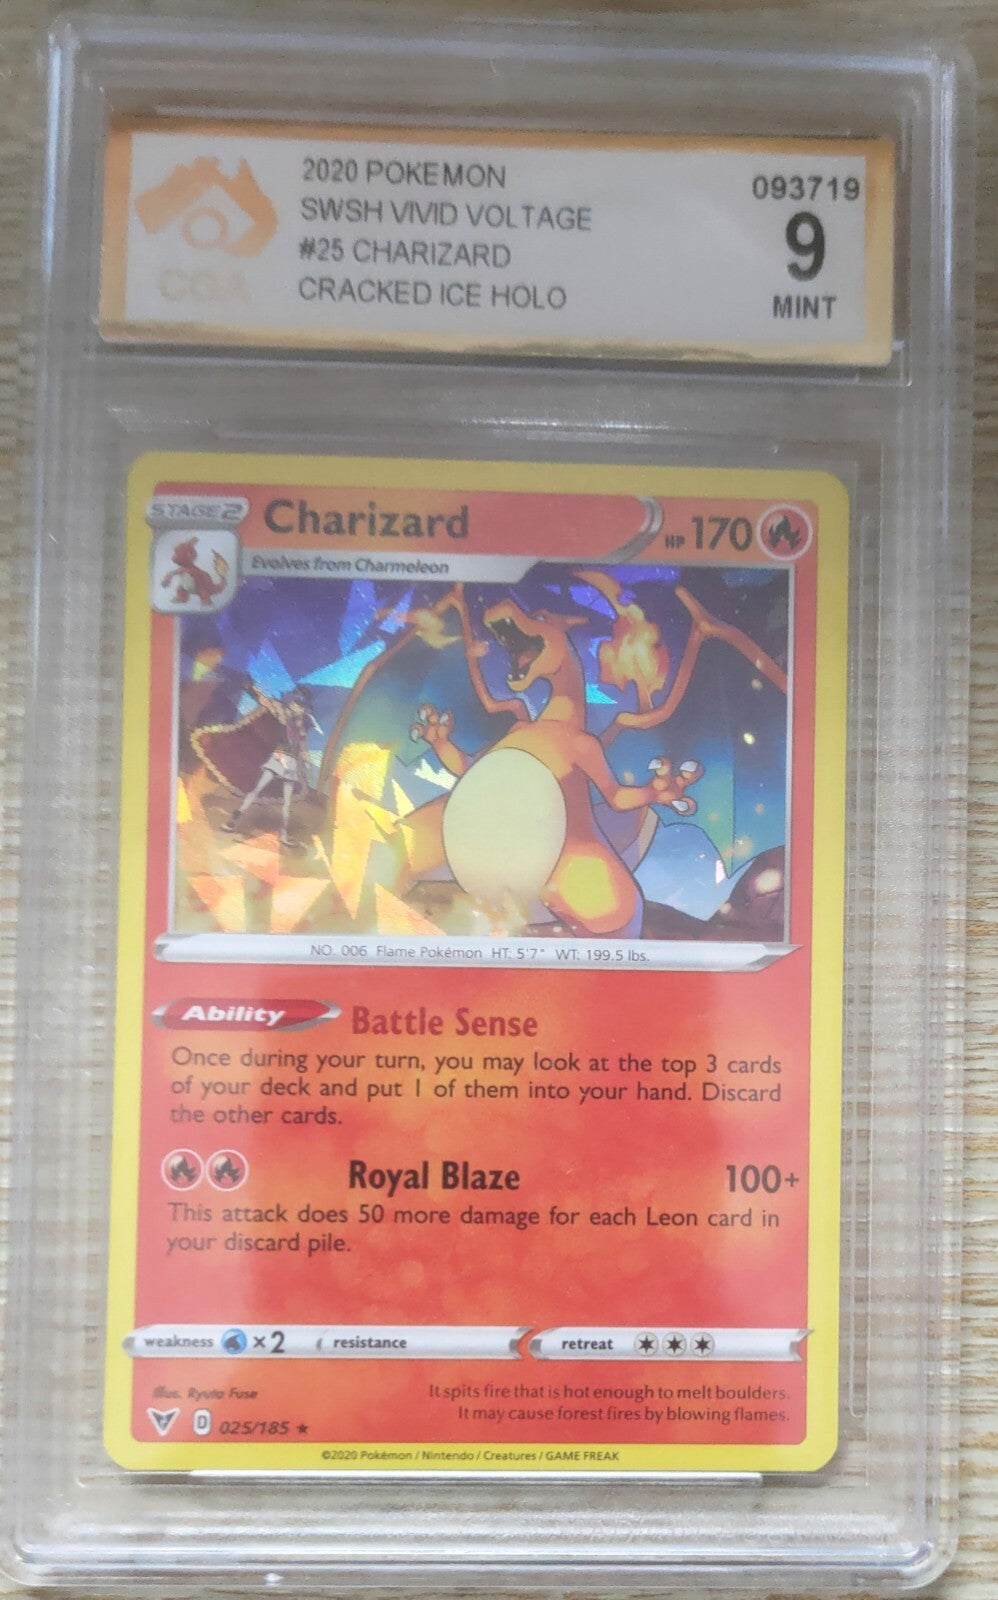 2020 POKEMON
SWSH VIVID VOLTAGE
#25 CHARIZARD
CRACKED ICE HOLO
093719
9
MINT
CGA
STAGE 2
Charizard
HP 170
Evolves from Charmeleon
NO. 006 Flame Pokémon HT: 5'7" WT: 199.5 lbs.
Ability Battle Sense
Once during your turn, you may look at the top 3 cards
of your deck and put 1 of them into your hand. Discard
the other cards.
Royal Blaze 100+
This attack does 50 more damage for each Leon card in
your discard pile.
weakness ×2 resistance retreat
Illus. Ryuta Fuse
It spits fire that is hot enough to melt boulders.
It may cause forest fires by blowing flames.
D 025/185 ★
©2020 Pokémon / Nintendo / Creatures / GAME FREAK